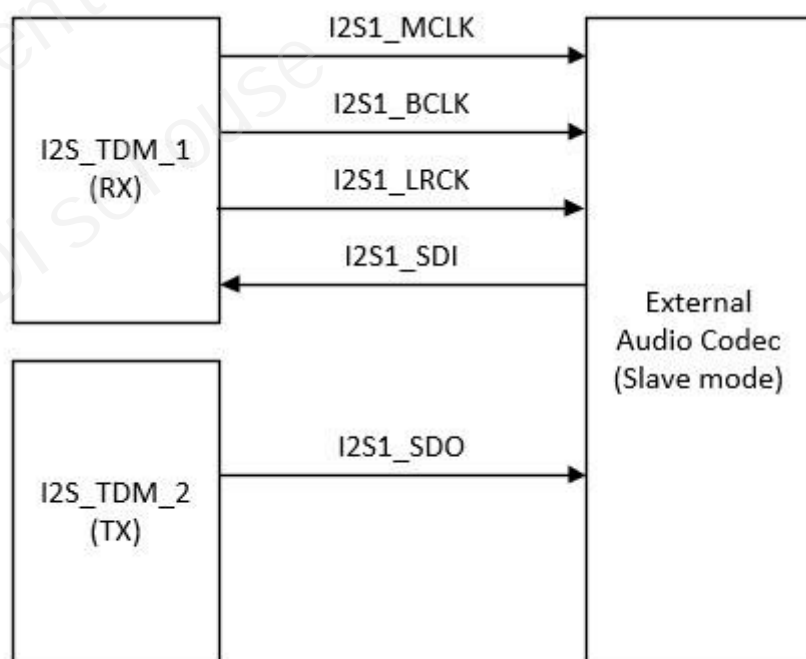 I2S_TDM_1
(RX)
I2S1_MCLK
I2S1_BCLK
I2S1_LRCK
I2S1_SDI
External
Audio Codec
(Slave mode)
I2S_TDM_2
(TX)
I2S1_SDO